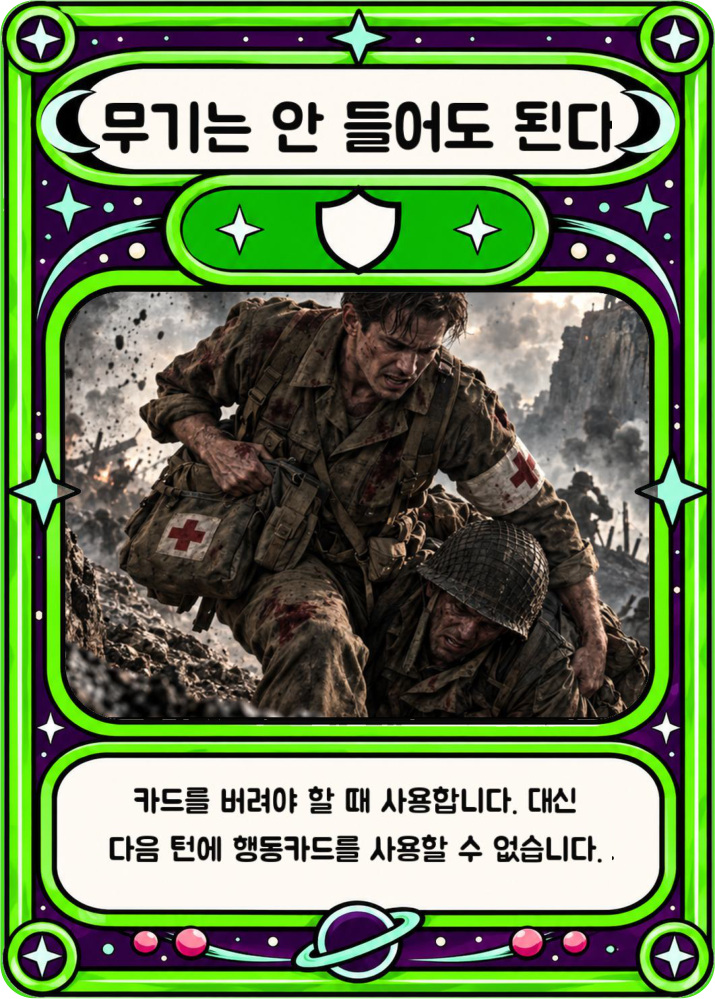 무기는 안 들어도 된다
카드를 버려야 할 때 사용합니다. 대신
다음 턴에 행동카드를 사용할 수 없습니다. .